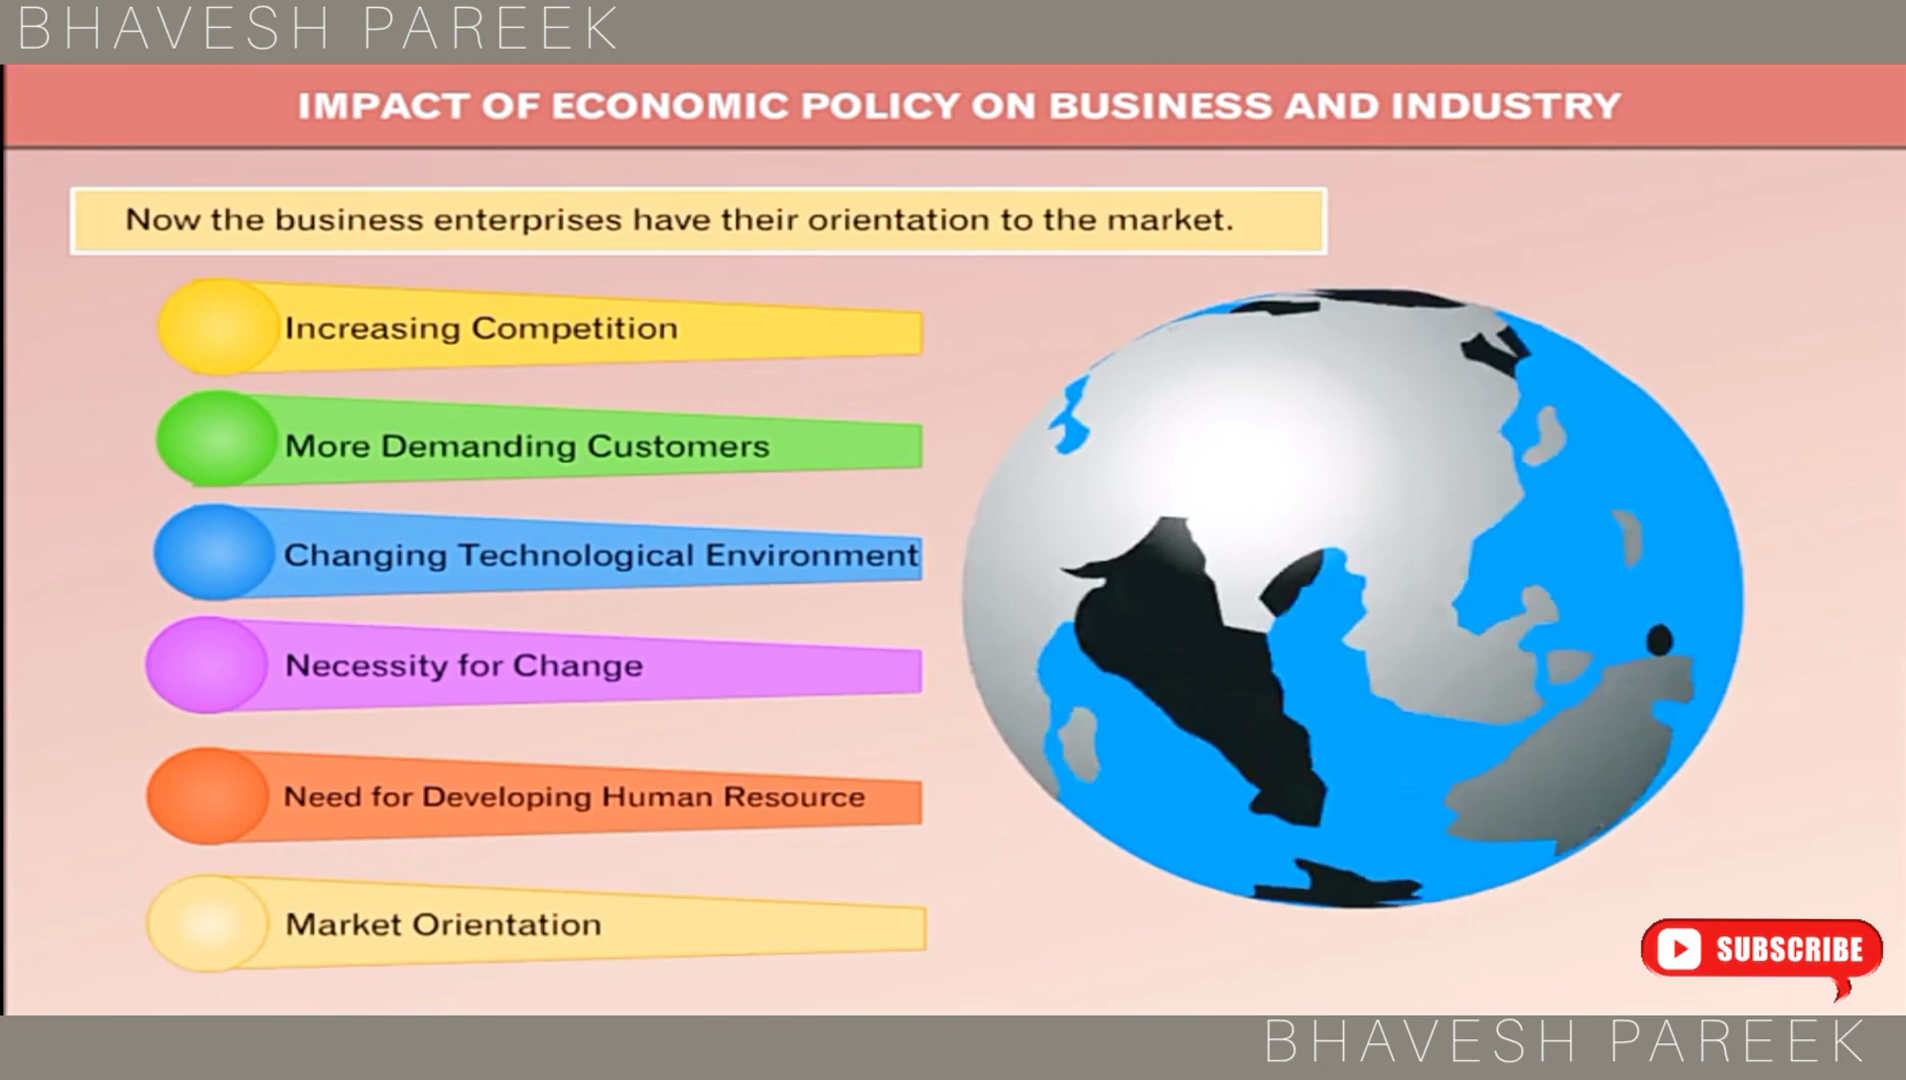 BHAVESH PAREEK
IMPACT OF ECONOMIC POLICY ON BUSINESS AND INDUSTRY
Now the business enterprises have their orientation to the market.
Increasing Competition
More Demanding Customers
Changing Technological Environment
Necessity for Change
Need for Developing Human Resource
Market Orientation
SUBSCRIBE
BHAVESH PAREEK